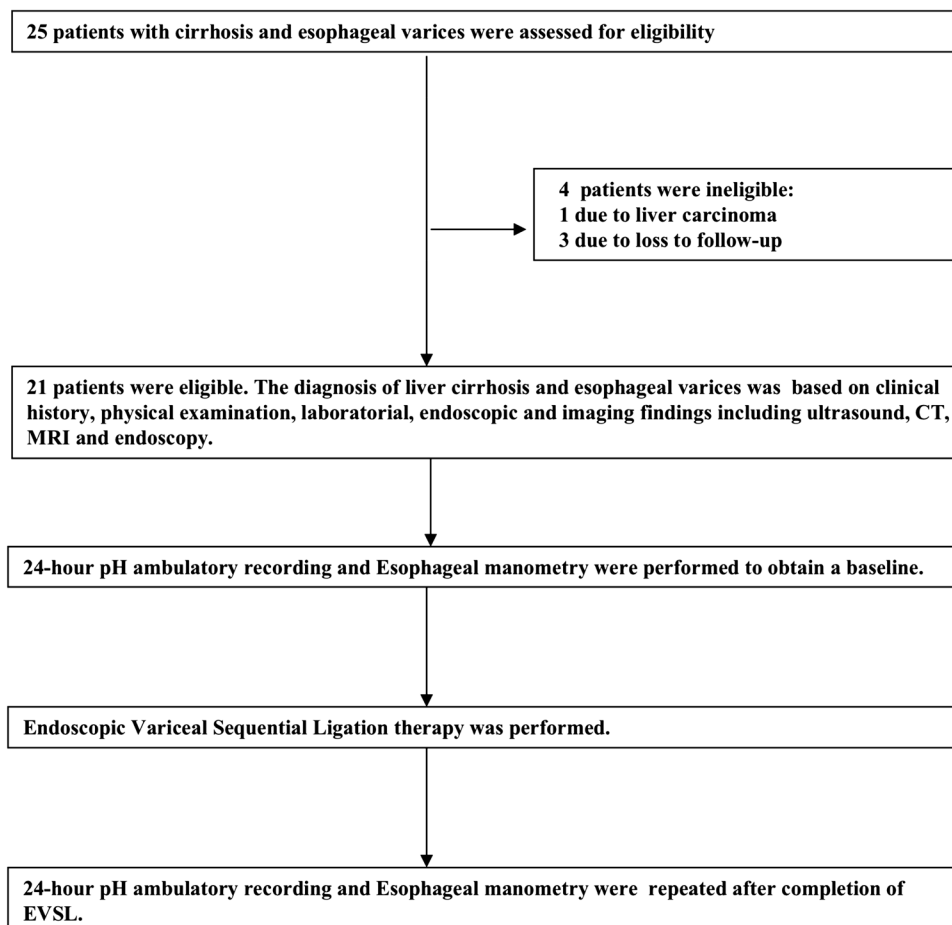 25 patients with cirrhosis and esophageal varices were assessed for eligibility
4 patients were ineligible:
1 due to liver carcinoma
3 due to loss to follow-up
21 patients were eligible. The diagnosis of liver cirrhosis and esophageal varices was based on clinical
history, physical examination, laboratorial, endoscopic and imaging findings including ultrasound, CT,
MRI and endoscopy.
24-hour pH ambulatory recording and Esophageal manometry were performed to obtain a baseline.
Endoscopic Variceal Sequential Ligation therapy was performed.
24-hour pH ambulatory recording and Esophageal manometry were repeated after completion of
EVSL.